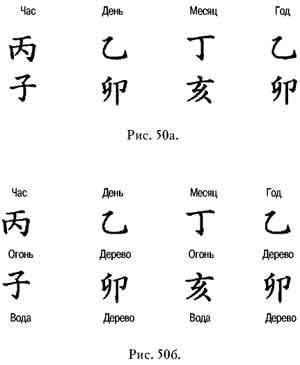 Час День Месяц Год
丙 乙 丁 乙
子 卯 亥 卯
Рис. 50а.
Час День Месяц Год
丙 乙 丁 乙
Огонь Дерево Огонь Дерево
子 卯 亥 卯
Вода Дерево Вода Дерево
Рис. 50б.